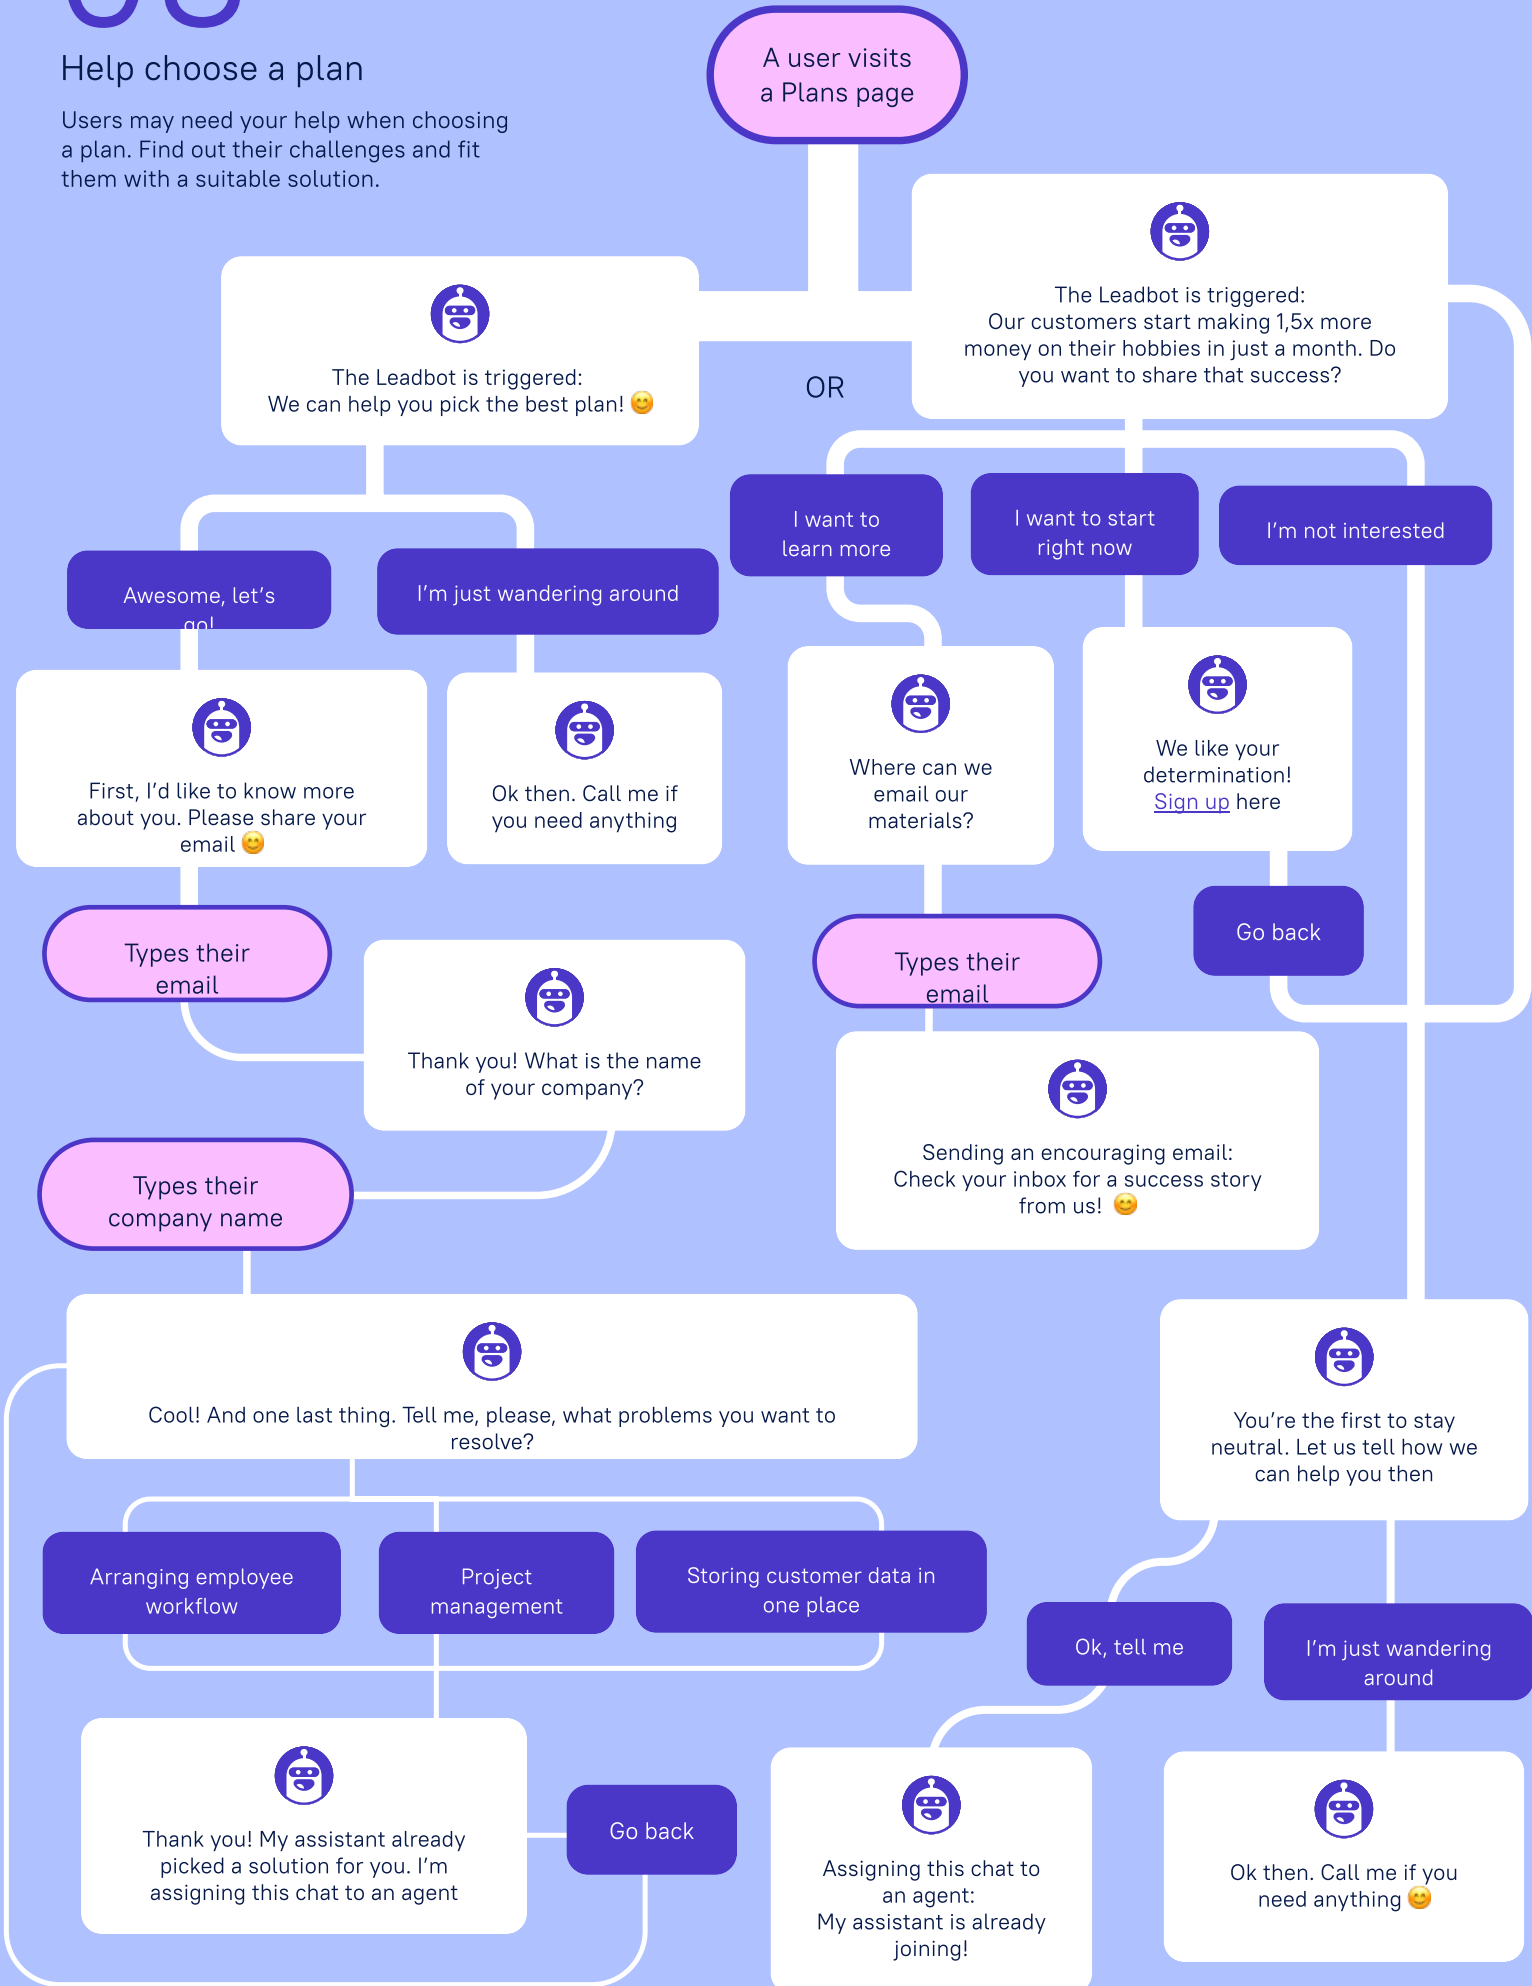 Help choose a plan
Users may need your help when choosing
a plan. Find out their challenges and fit
them with a suitable solution.
A user visits
a Plans page
The Leadbot is triggered:
We can help you pick the best plan! 😊
OR
The Leadbot is triggered:
Our customers start making 1,5x more
money on their hobbies in just a month. Do
you want to share that success?
Awesome, let's
go!
I'm just wandering around
I want to
learn more
I want to start
right now
I'm not interested
First, I'd like to know more
about you. Please share your
email 😊
Ok then. Call me if
you need anything
Where can we
email our
materials?
We like your
determination!
Sign up here
Types their
email
Types their
email
Go back
Thank you! What is the name
of your company?
Sending an encouraging email:
Check your inbox for a success story
from us! 😊
Types their
company name
Cool! And one last thing. Tell me, please, what problems you want to
resolve?
You're the first to stay
neutral. Let us tell how we
can help you then
Arranging employee
workflow
Project
management
Storing customer data in
one place
Ok, tell me
I'm just wandering
around
Thank you! My assistant already
picked a solution for you. I'm
assigning this chat to an agent
Go back
Assigning this chat to
an agent:
My assistant is already
joining!
Ok then. Call me if you
need anything 😊